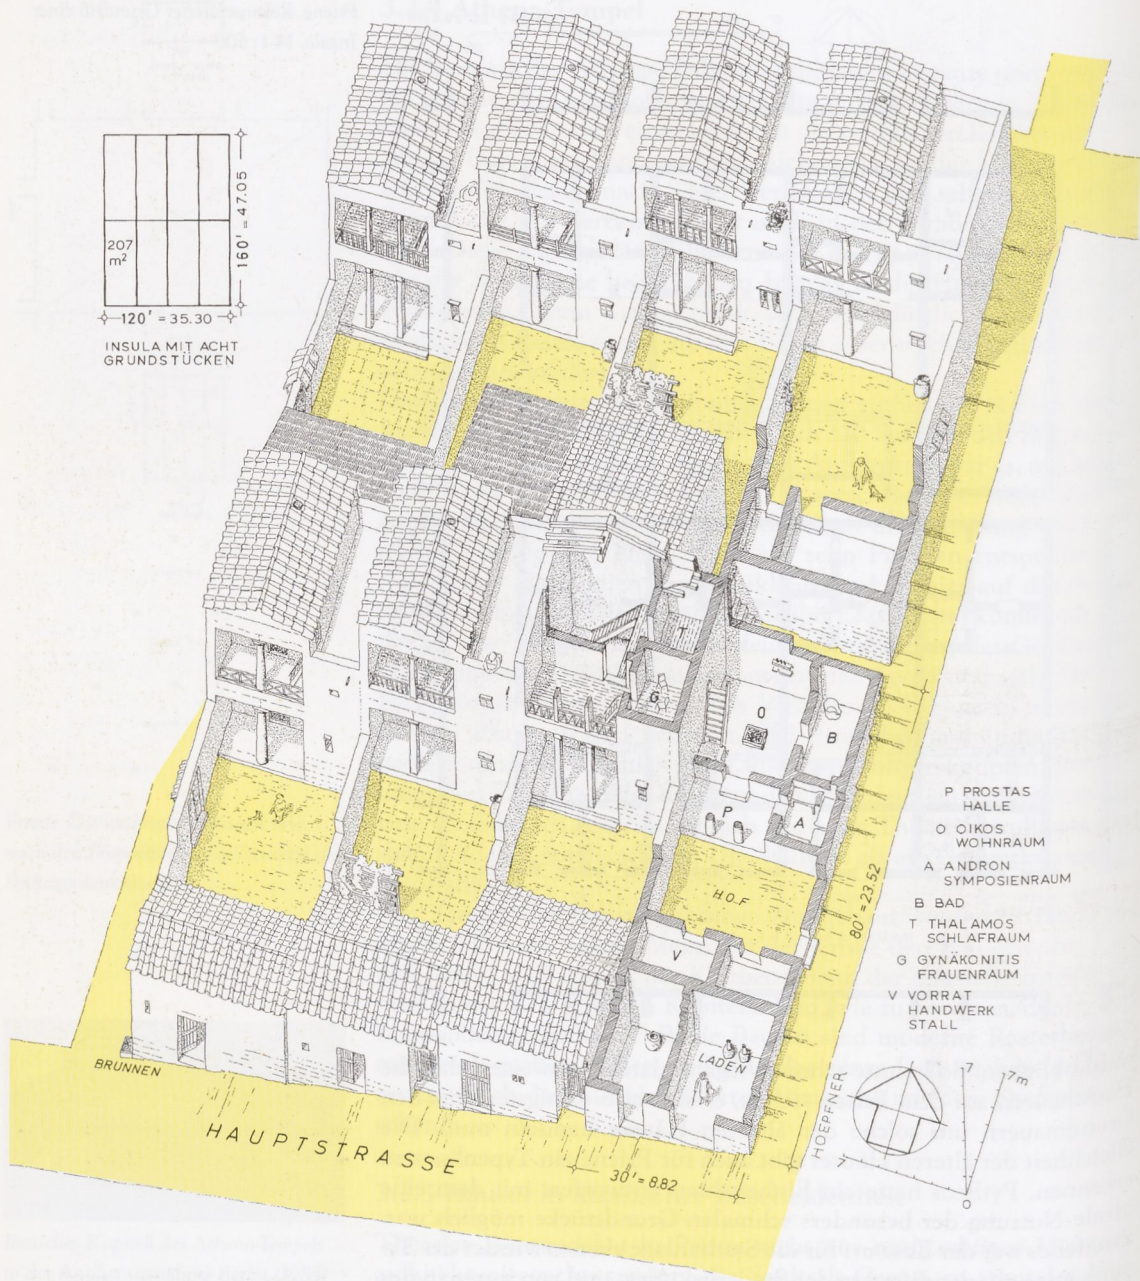 207
m²
160' = 47.05
120' = 35.30
INSULA MIT ACHT
GRUNDSTÜCKEN
T
G
O
B
P
A
HOF
V
LADEN
80' = 23.52
P PROSTAS
HALLE
O OIKOS
WOHNRAUM
A ANDRON
SYMPOSIENRAUM
B BAD
T THALAMOS
SCHLAFRAUM
G GYNÄKONITIS
FRAUENRAUM
V VORRAT
HANDWERK
STALL
BRUNNEN
HAUPTSTRASSE
30' = 8.82
HOEPFNER
7
7 m
O